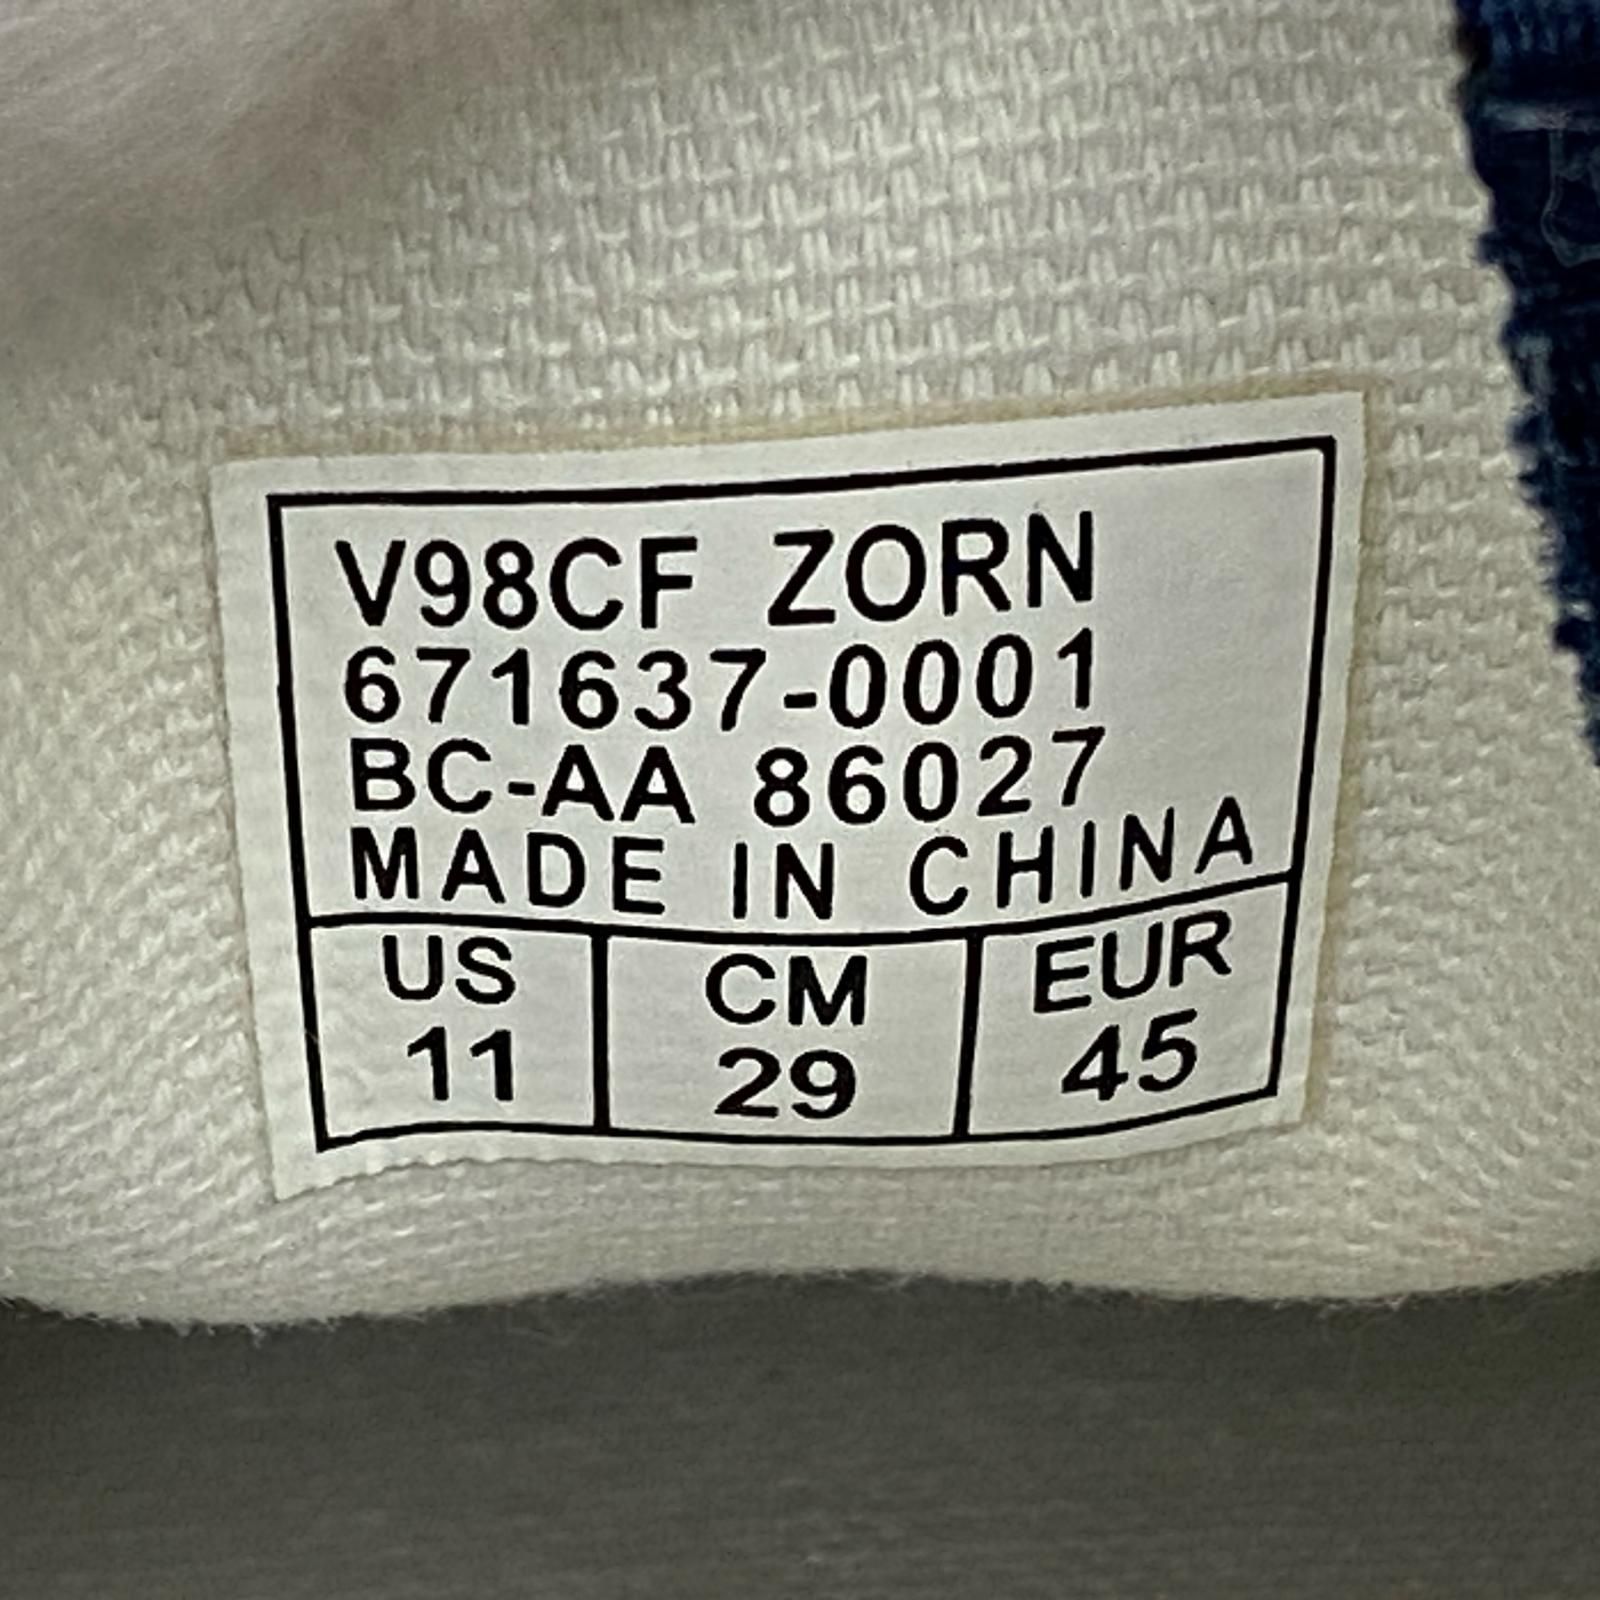 V98CF ZORN
671637-0001
BC-AA 86027
MADE IN CHINA
US CM EUR
11 29 45